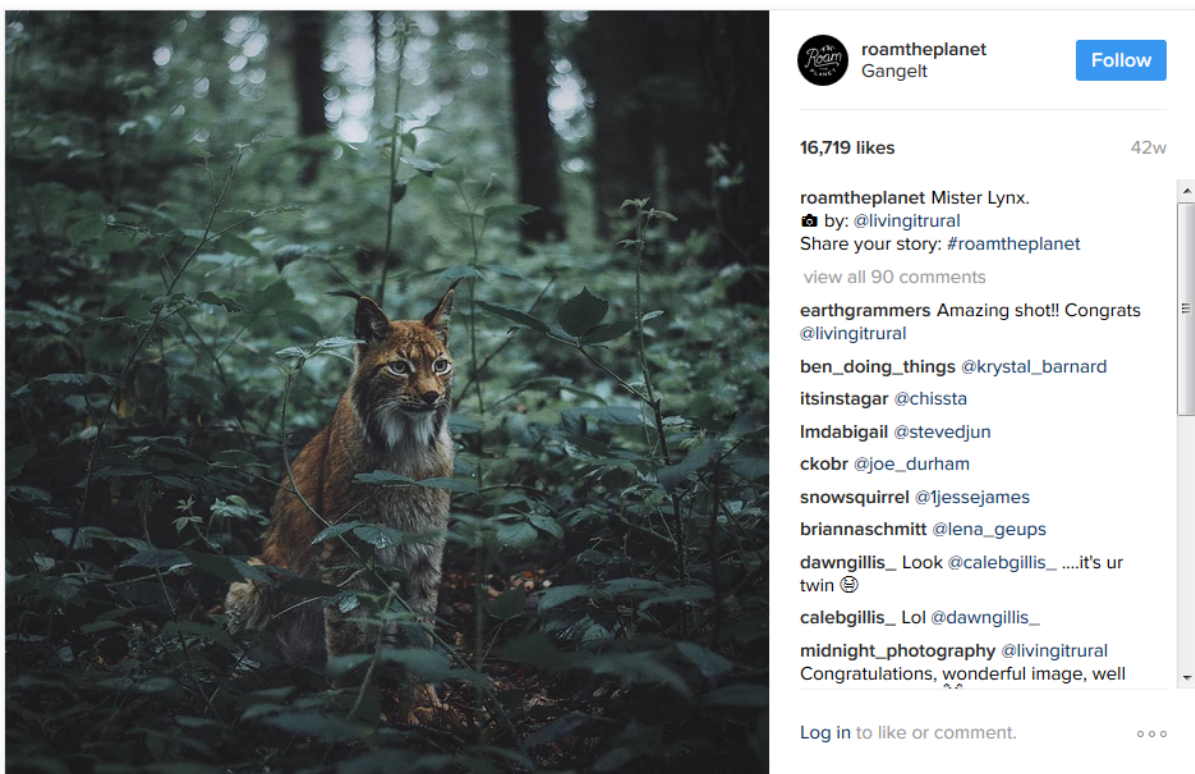 Roam
THE
PLANET
roamtheplanet
Gangelt
Follow
16,719 likes
42w
roamtheplanet Mister Lynx.
📷 by: @livingitrural
Share your story: #roamtheplanet
view all 90 comments
earthgrammers Amazing shot!! Congrats
@livingitrural
ben_doing_things @krystal_barnard
itsinstagar @chissta
lmdabigail @stevedjun
ckobr @joe_durham
snowsquirrel @1jessejames
briannaschmitt @lena_geups
dawngillis_ Look @calebgillis_ ....it's ur
twin 😂
calebgillis_ Lol @dawngillis_
midnight_photography @livingitrural
Congratulations, wonderful image, well
Log in to like or comment.